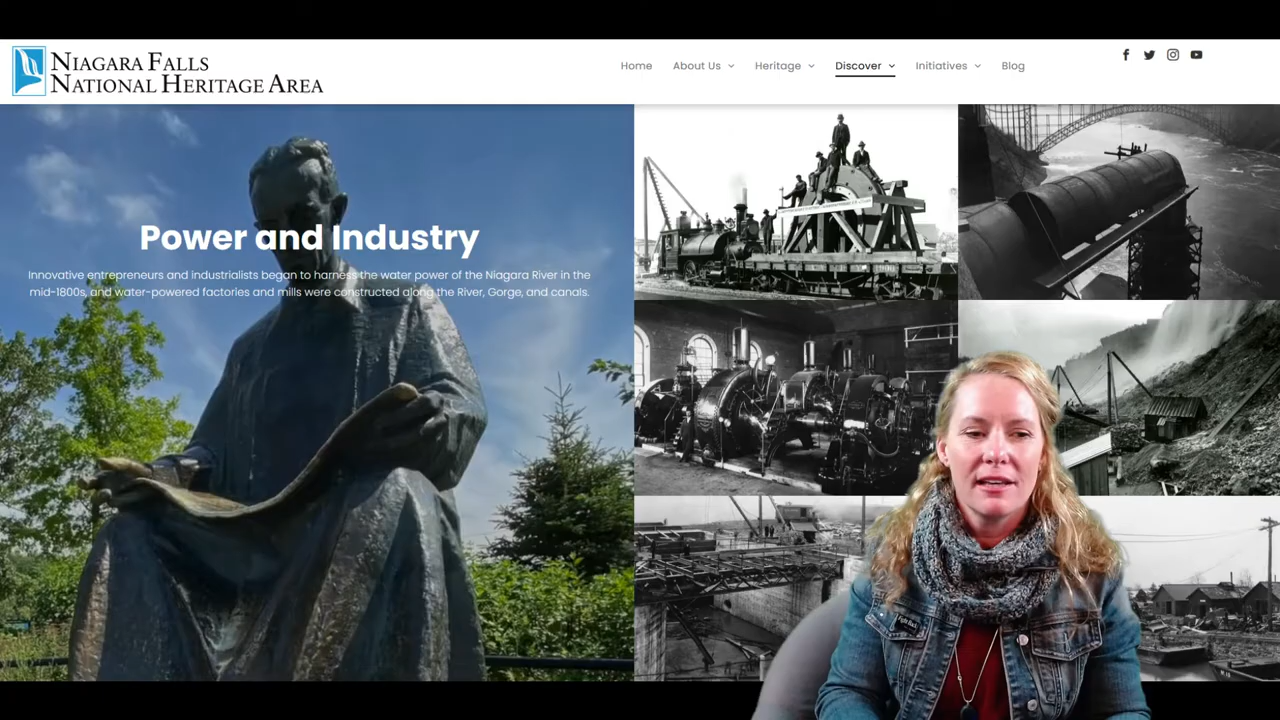 NIAGARA FALLS
NATIONAL HERITAGE AREA
Home
About Us
Heritage
Discover
Initiatives
Blog
Power and Industry
Innovative entrepreneurs and industrialists began to harness the water power of the Niagara River in the
mid-1800s, and water-powered factories and mills were constructed along the River, Gorge, and canals.